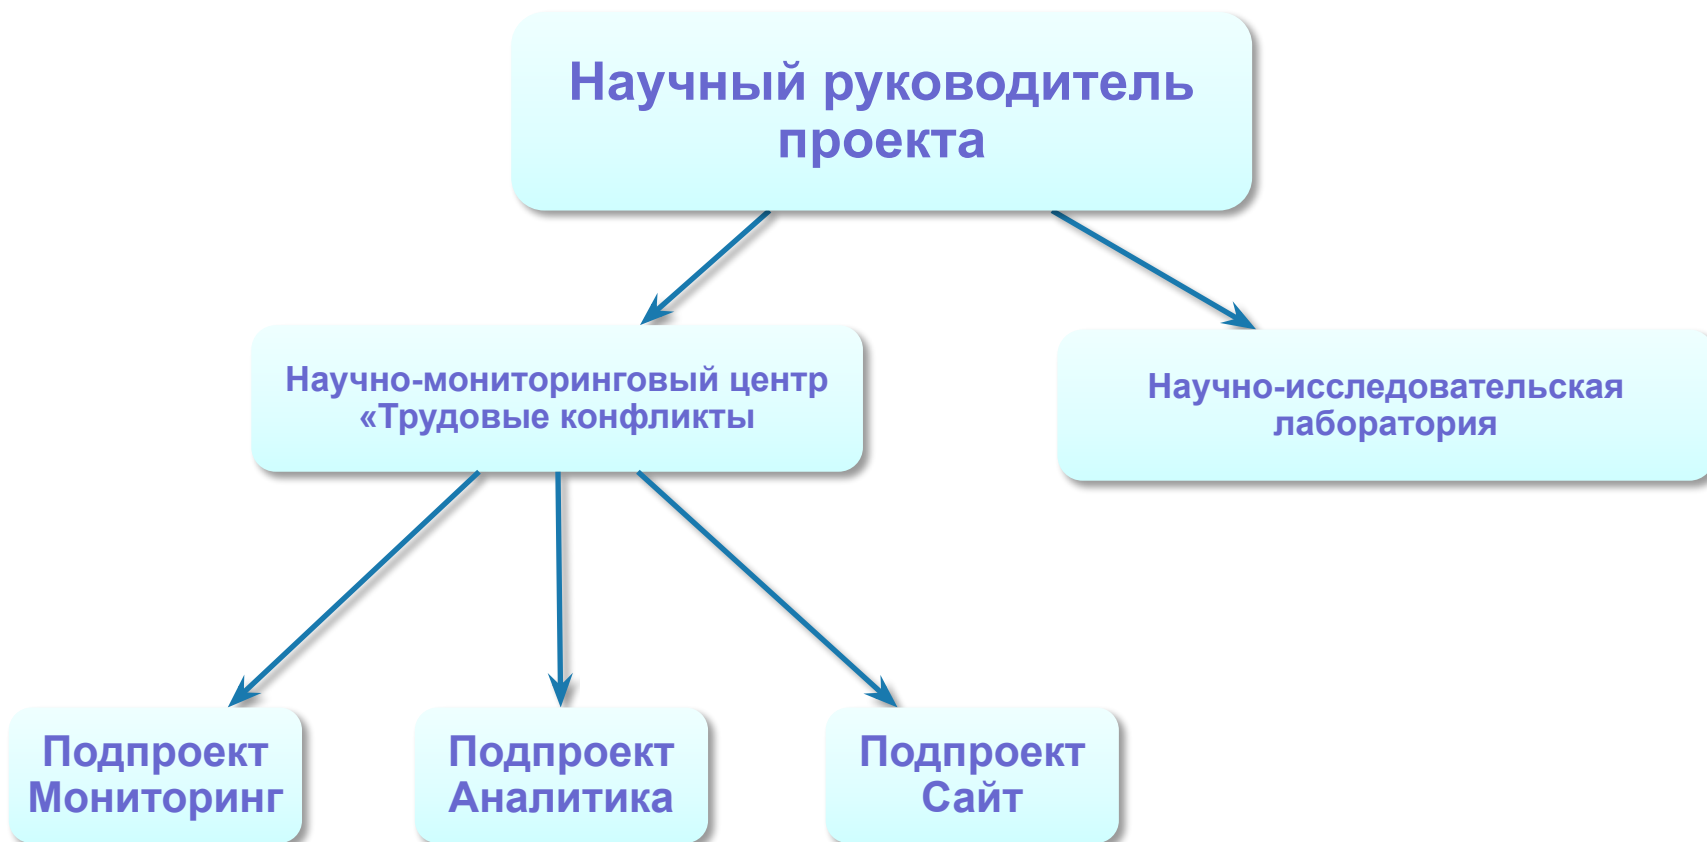 Научный руководитель
проекта
Научно-мониторинговый центр
«Трудовые конфликты
Научно-исследовательская
лаборатория
Подпроект
Мониторинг
Подпроект
Аналитика
Подпроект
Сайт